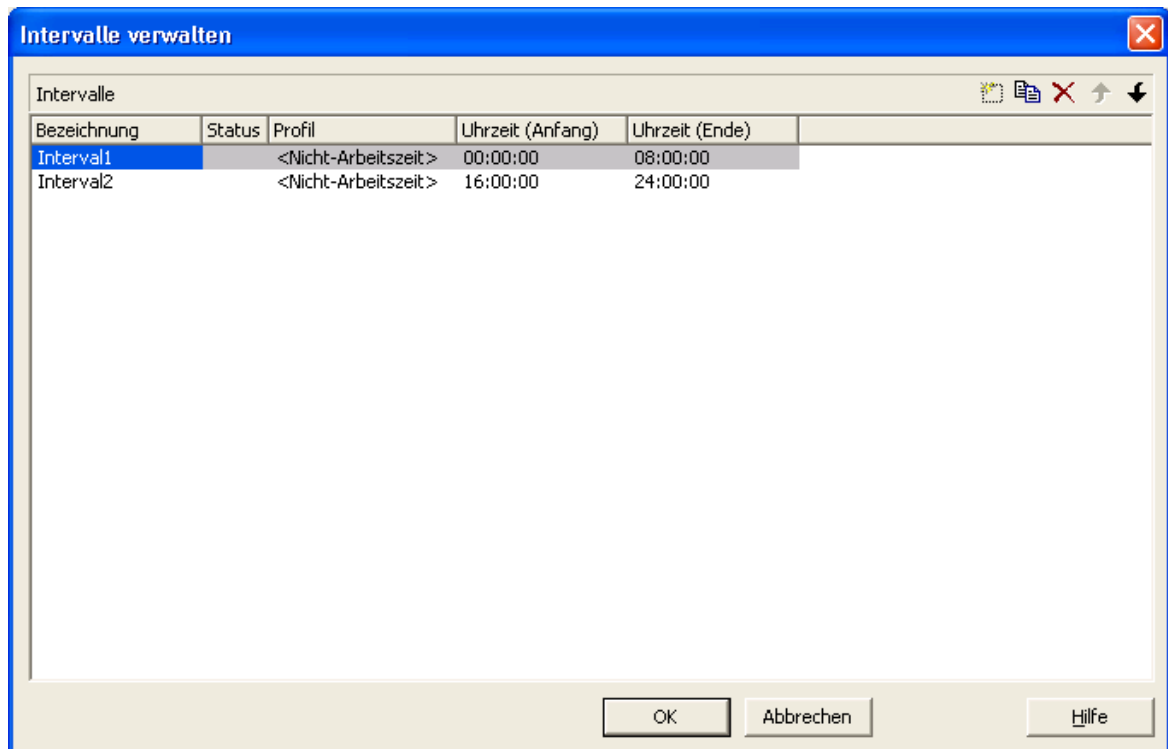 Intervalle verwalten
Intervalle
Bezeichnung Status Profil Uhrzeit (Anfang) Uhrzeit (Ende)
Interval1 <Nicht-Arbeitszeit> 00:00:00 08:00:00
Interval2 <Nicht-Arbeitszeit> 16:00:00 24:00:00
OK Abbrechen Hilfe